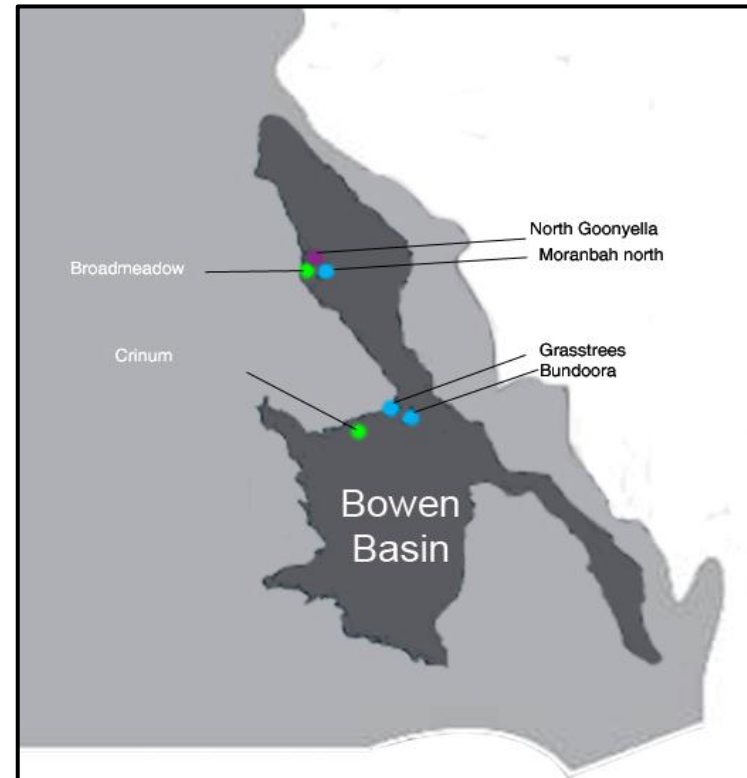 North Goonyella
Moranbah north
Broadmeadow
Grasstrees
Bundoora
Crinum
Bowen
Basin